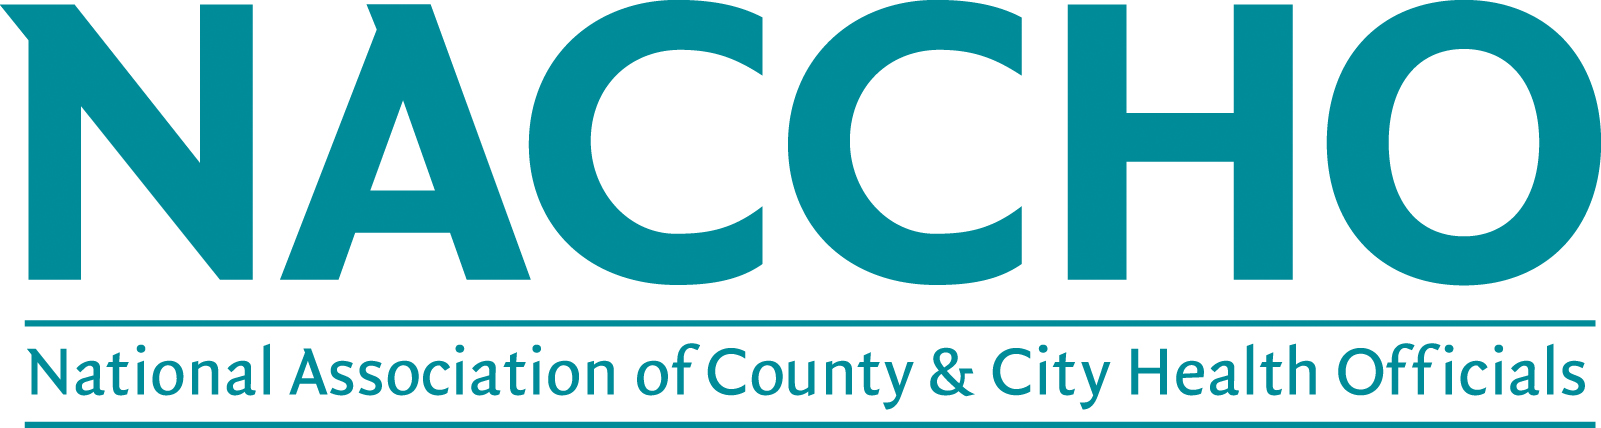 NACCHO
National Association of County & City Health Officials